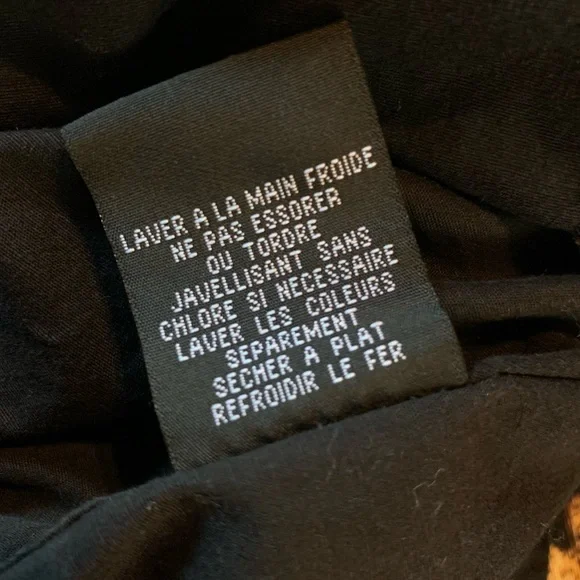 LAVER A LA MAIN FROIDE
NE PAS ESSORER
OU TORDRE
JAVELLISANT SANS
CHLORE SI NECESSAIRE
LAVER LES COLEURS
SEPAREMENT
SECHER A PLAT
REFROIDIR LE FER